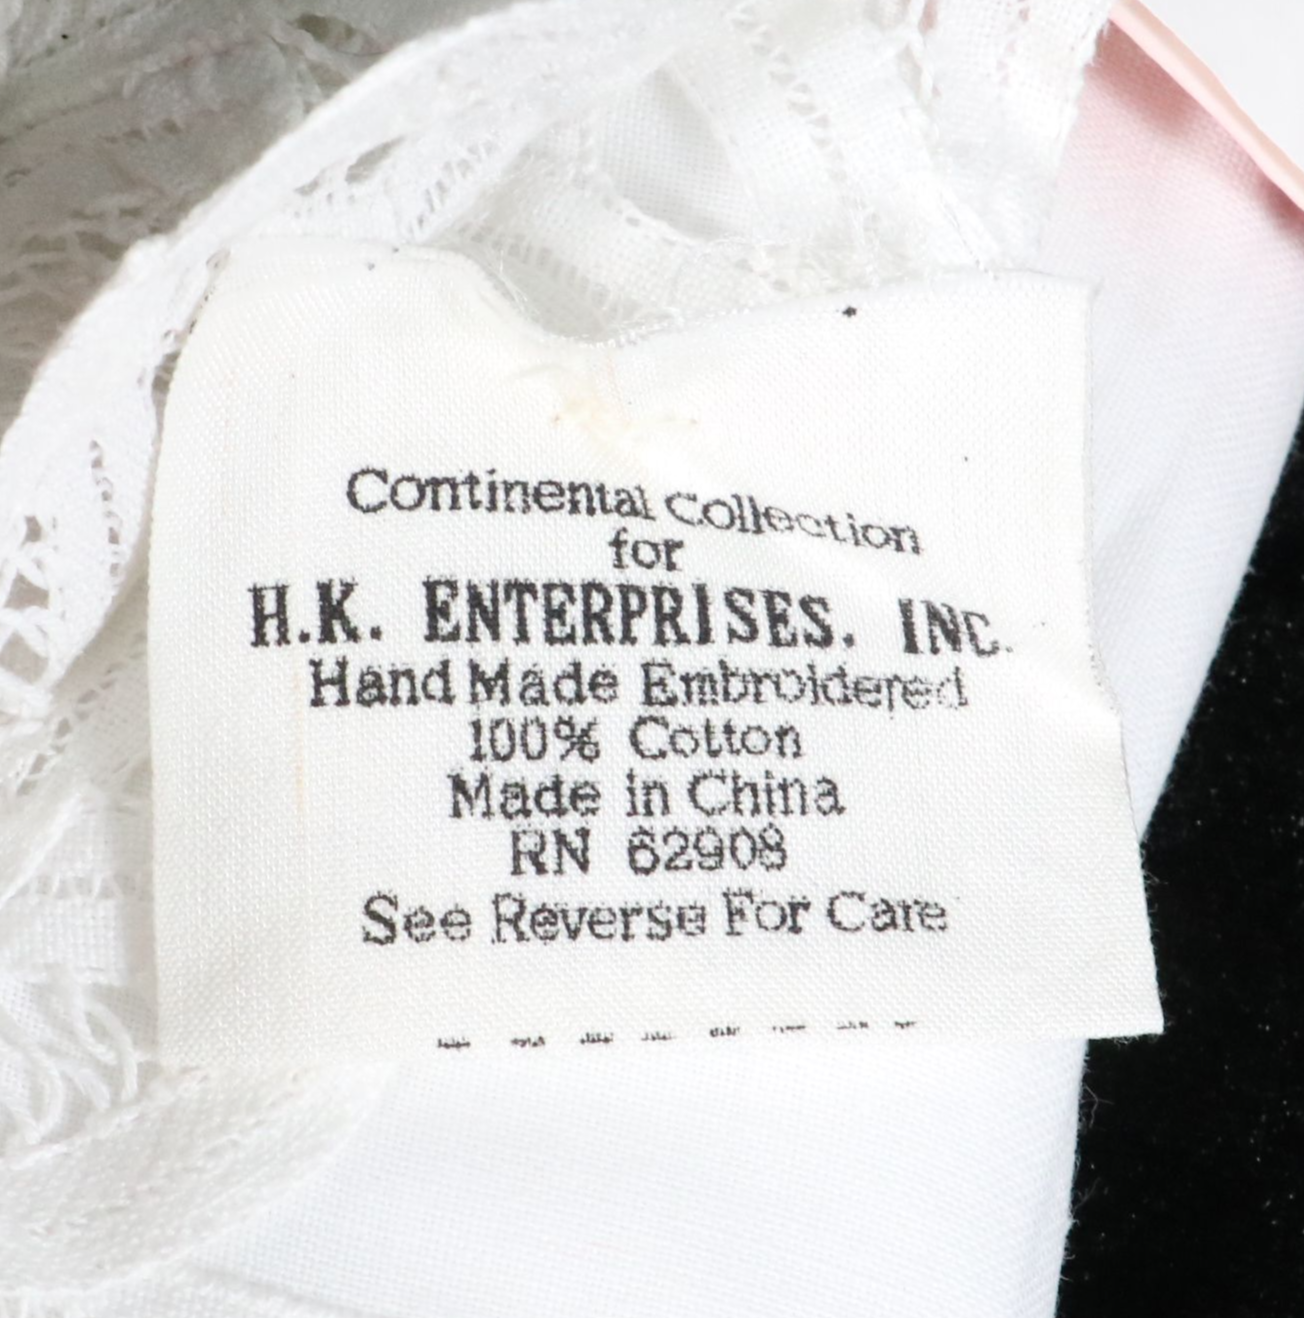 Continental Collection
for
H.K. ENTERPRISES. INC.
Hand Made Embroidered
100% Cotton
Made in China
RN 62908
See Reverse For Care